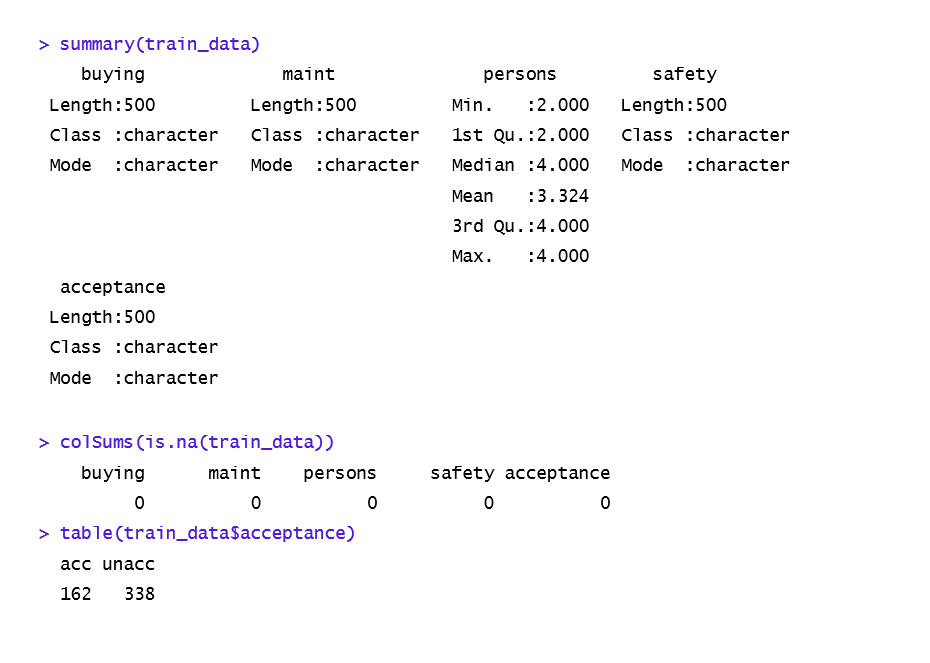 > summary(train_data)
    buying             maint              persons         safety
 Length:500         Length:500         Min.   :2.000   Length:500
 Class :character   Class :character   1st Qu.:2.000   Class :character
 Mode  :character   Mode  :character   Median :4.000   Mode  :character
                                       Mean   :3.324
                                       3rd Qu.:4.000
                                       Max.   :4.000
  acceptance
 Length:500
 Class :character
 Mode  :character
> colSums(is.na(train_data))
    buying      maint    persons     safety acceptance
         0          0          0          0          0
> table(train_data$acceptance)
  acc unacc
  162   338